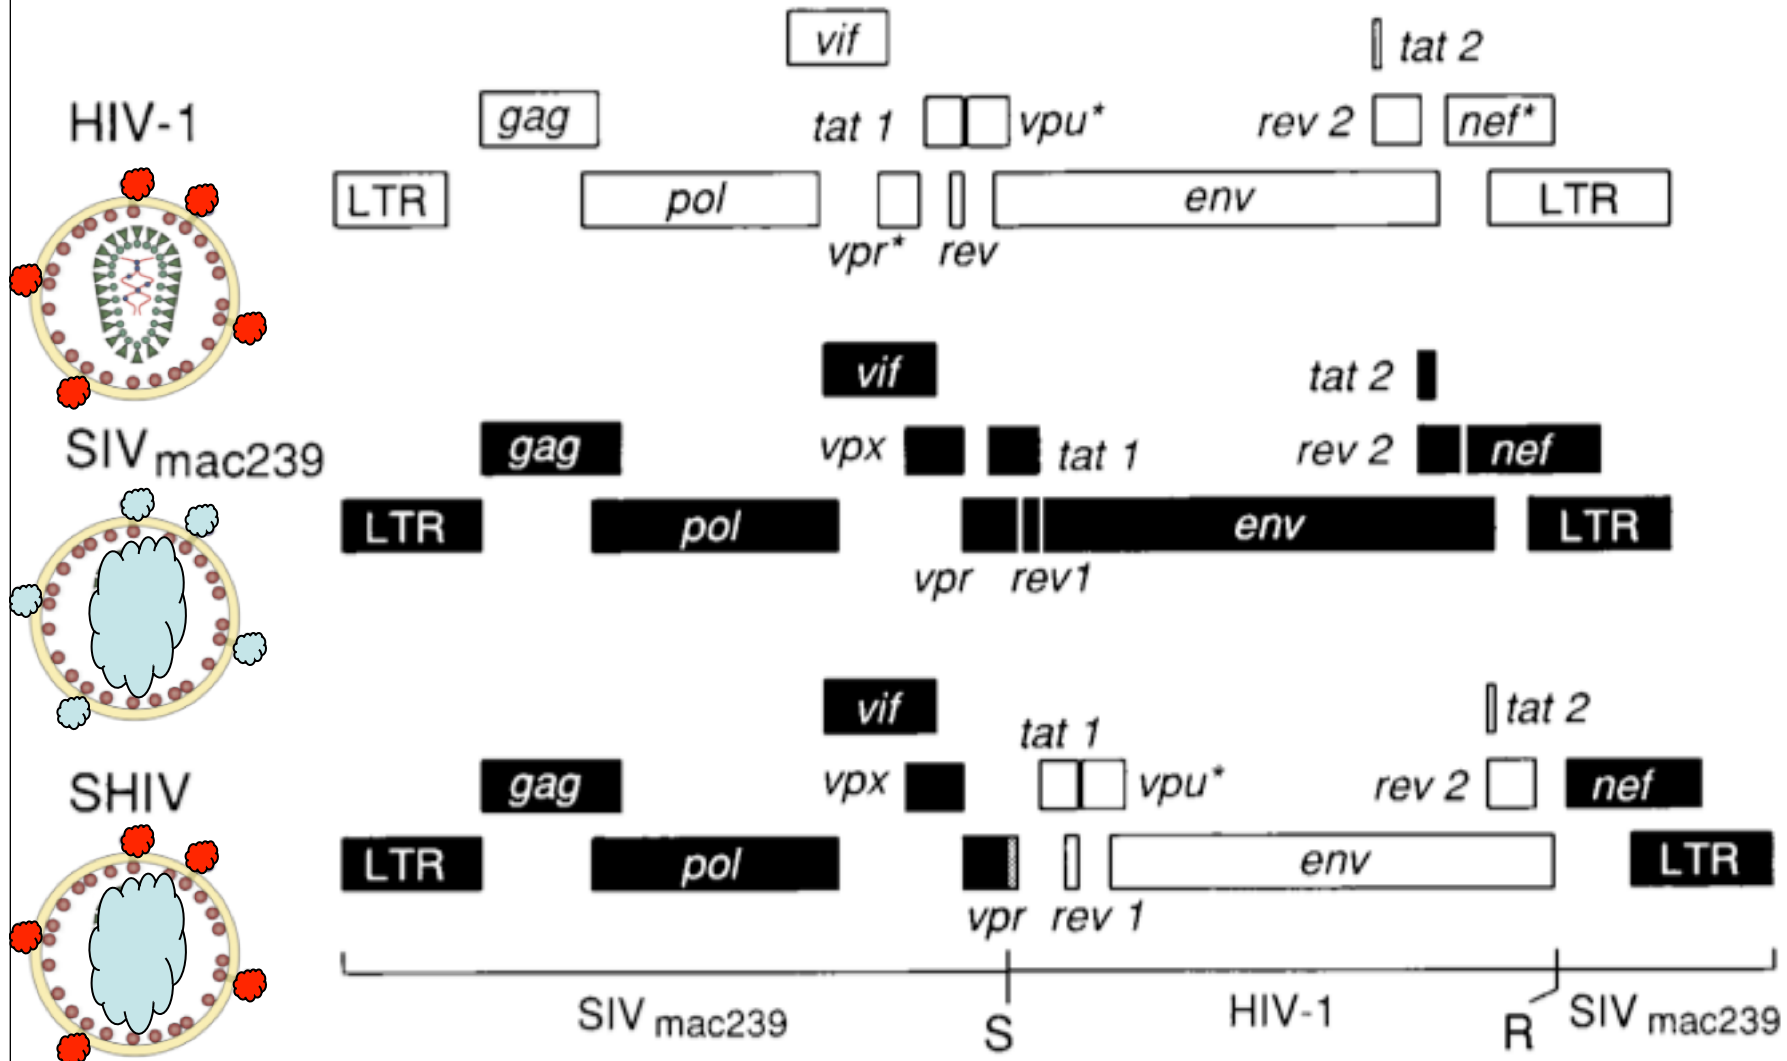 vif
tat 2
HIV-1
gag
tat 1
vpu*
rev 2
nef*
LTR
pol
env
LTR
vpr*
rev
vif
tat 2
SIVmac239
gag
vpx
tat 1
rev 2
nef
LTR
pol
env
LTR
vpr
rev1
vif
tat 1
tat 2
SHIV
gag
vpx
vpu*
rev 2
nef
LTR
pol
env
LTR
vpr
rev 1
SIVmac239
S
HIV-1
R
SIVmac239